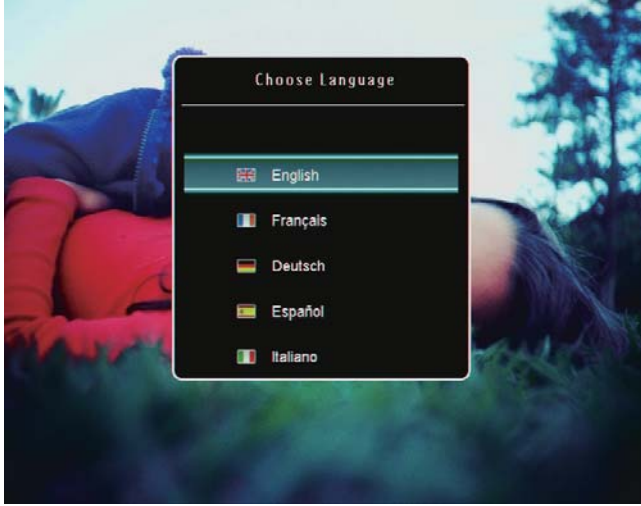 Choose Language
English
Français
Deutsch
Español
Italiano